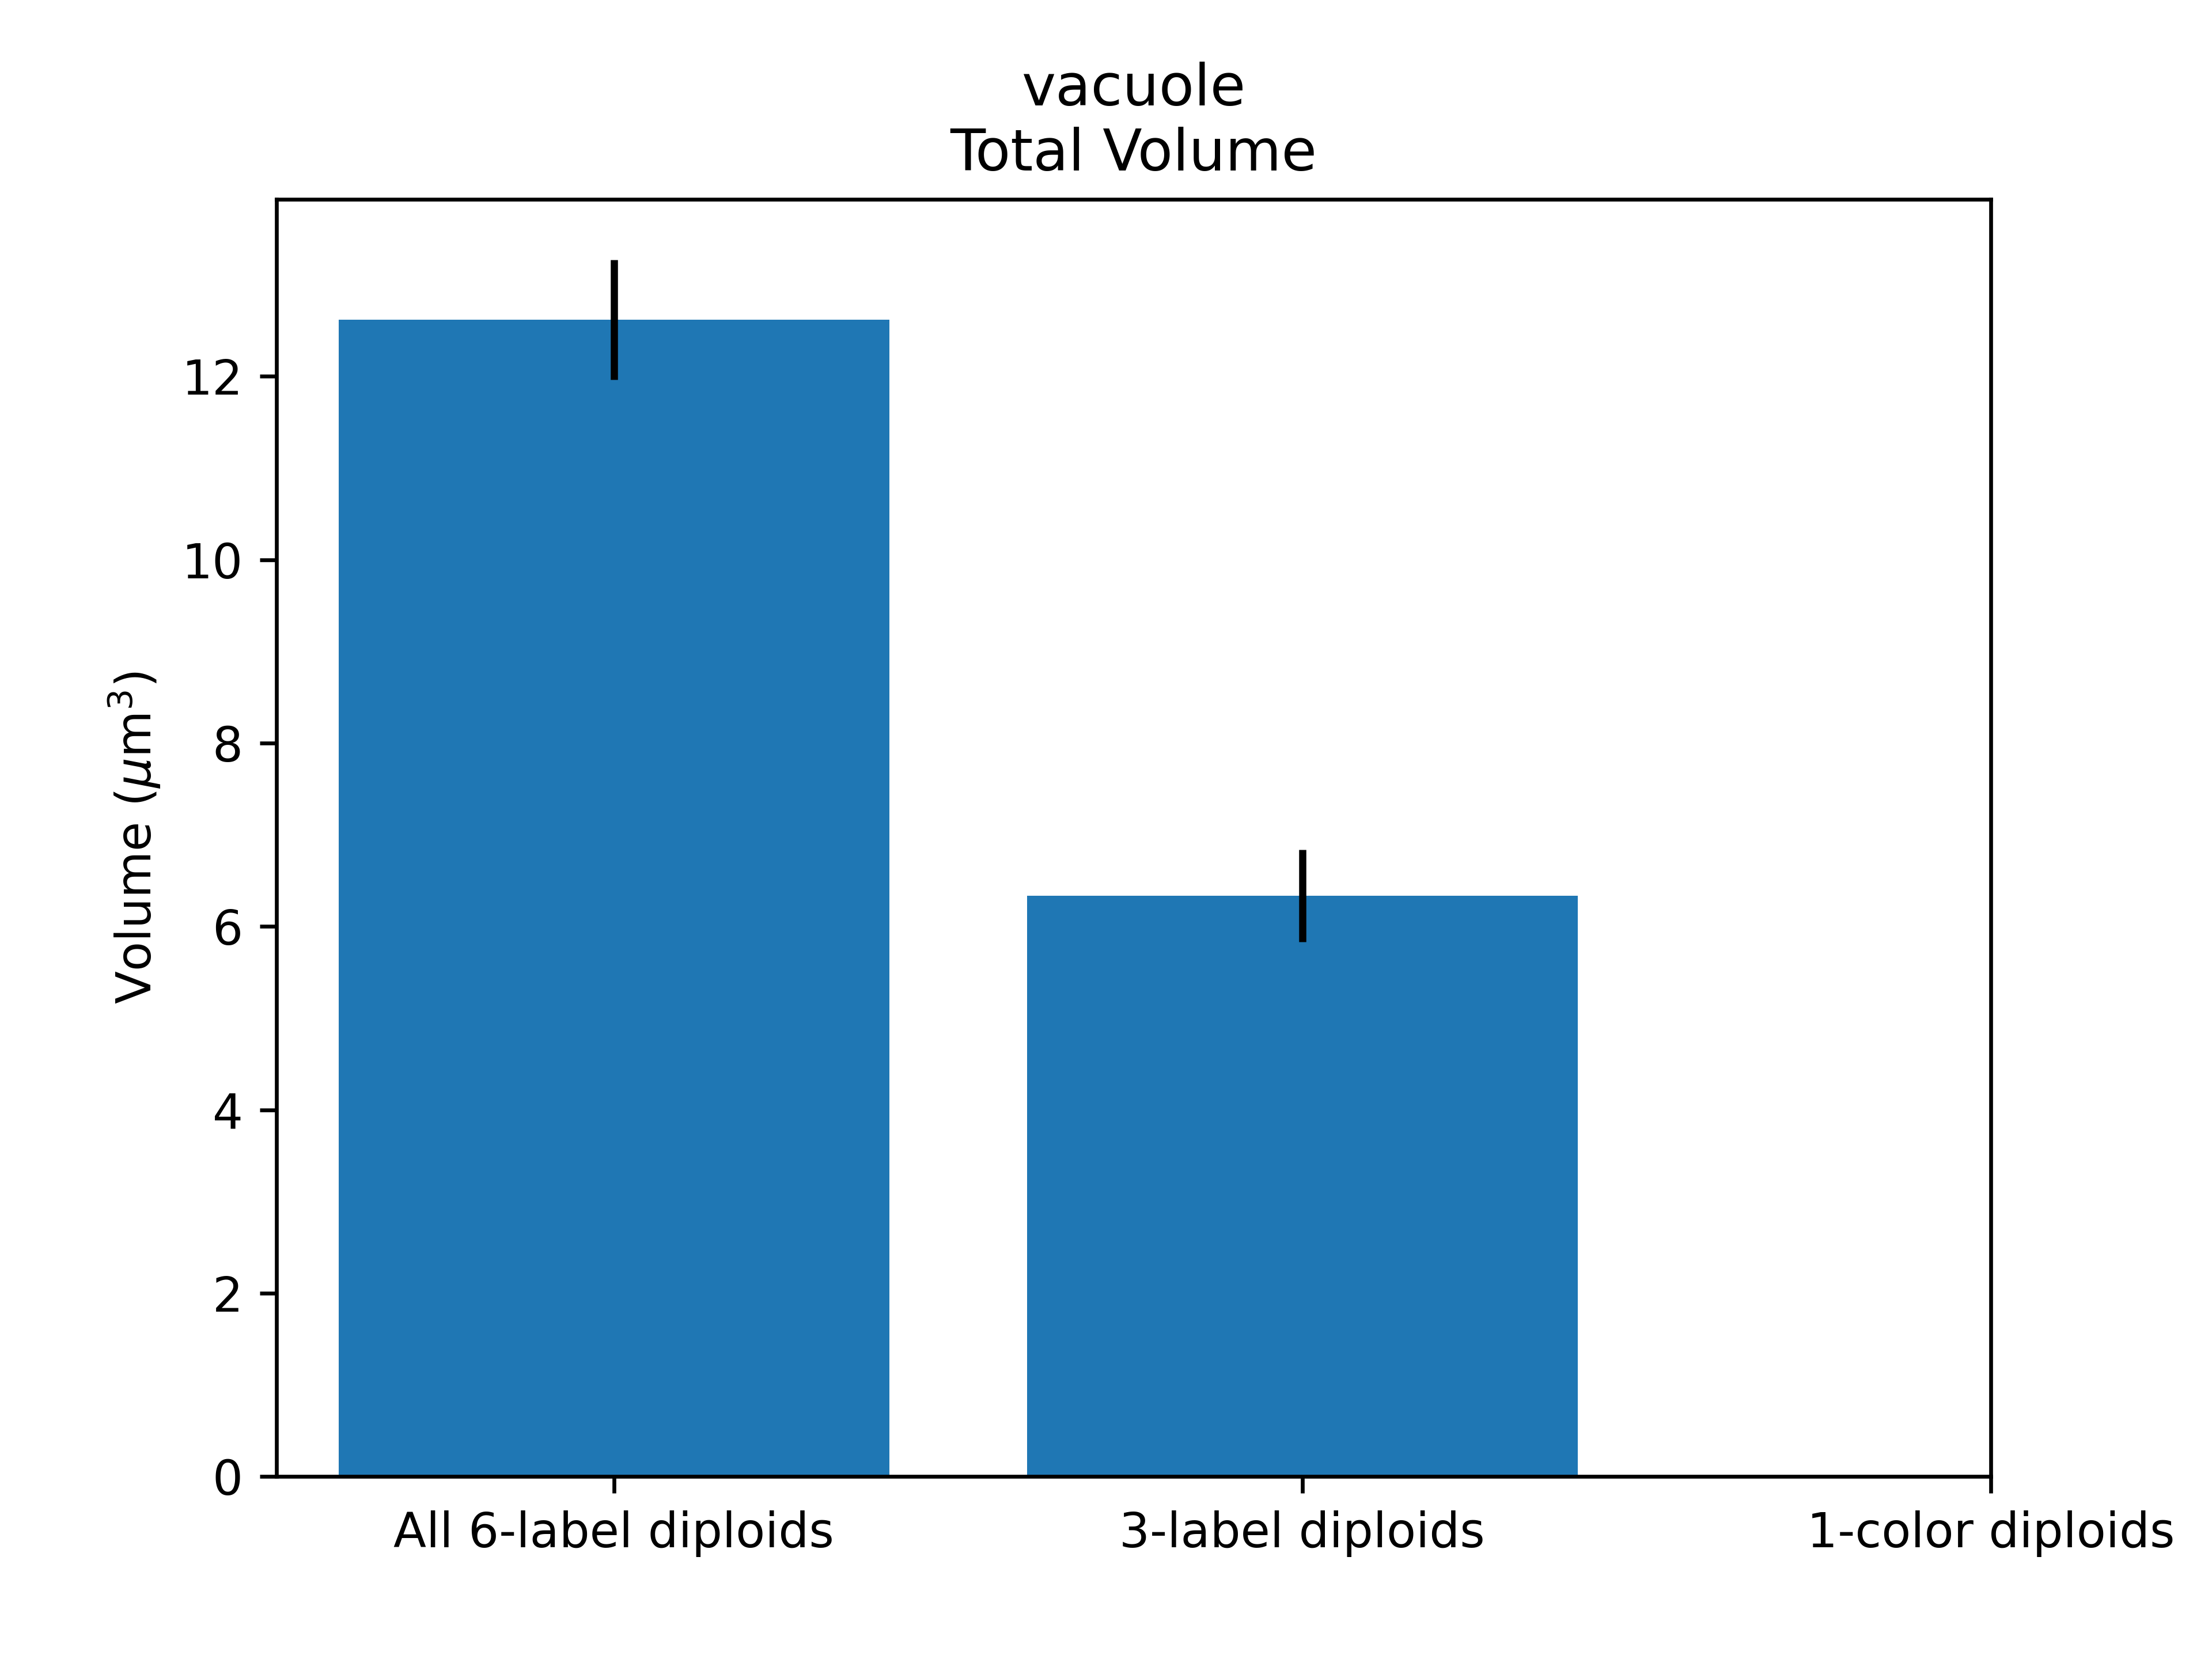 vacuole
Total Volume
Volume (μm³)
12
10
8
6
4
2
0
All 6-label diploids
3-label diploids
1-color diploids